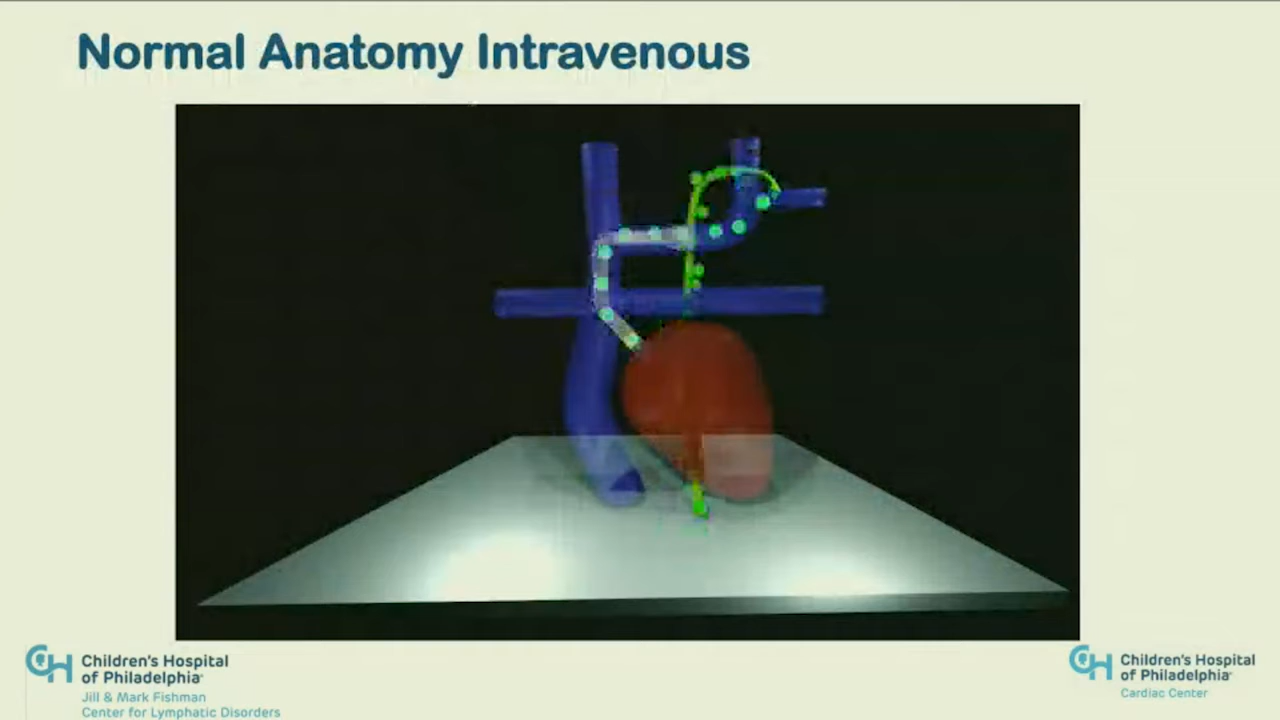 Normal Anatomy Intravenous
Children's Hospital
of Philadelphia
Jill & Mark Fishman
Center for Lymphatic Disorders
Children's Hospital
of Philadelphia
Cardiac Center